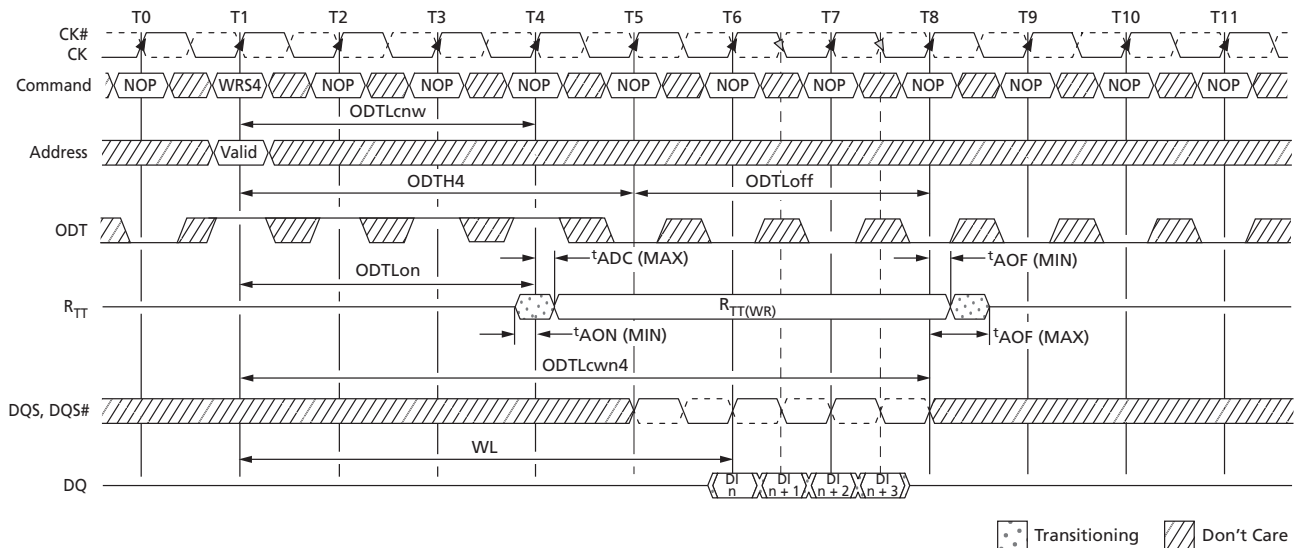 T0 T1 T2 T3 T4 T5 T6 T7 T8 T9 T10 T11
CK#
CK
Command NOP WRS4 NOP NOP NOP NOP NOP NOP NOP NOP NOP NOP
ODTLcnw
Address Valid
ODTH4 ODTLoff
ODT
tADC (MAX) tAOF (MIN)
ODTLon
RTT RTT(WR)
tAON (MIN) tAOF (MAX)
ODTLcwn4
DQS, DQS#
WL
DQ DI n DI n + 1 DI n + 2 DI n + 3
Transitioning Don't Care